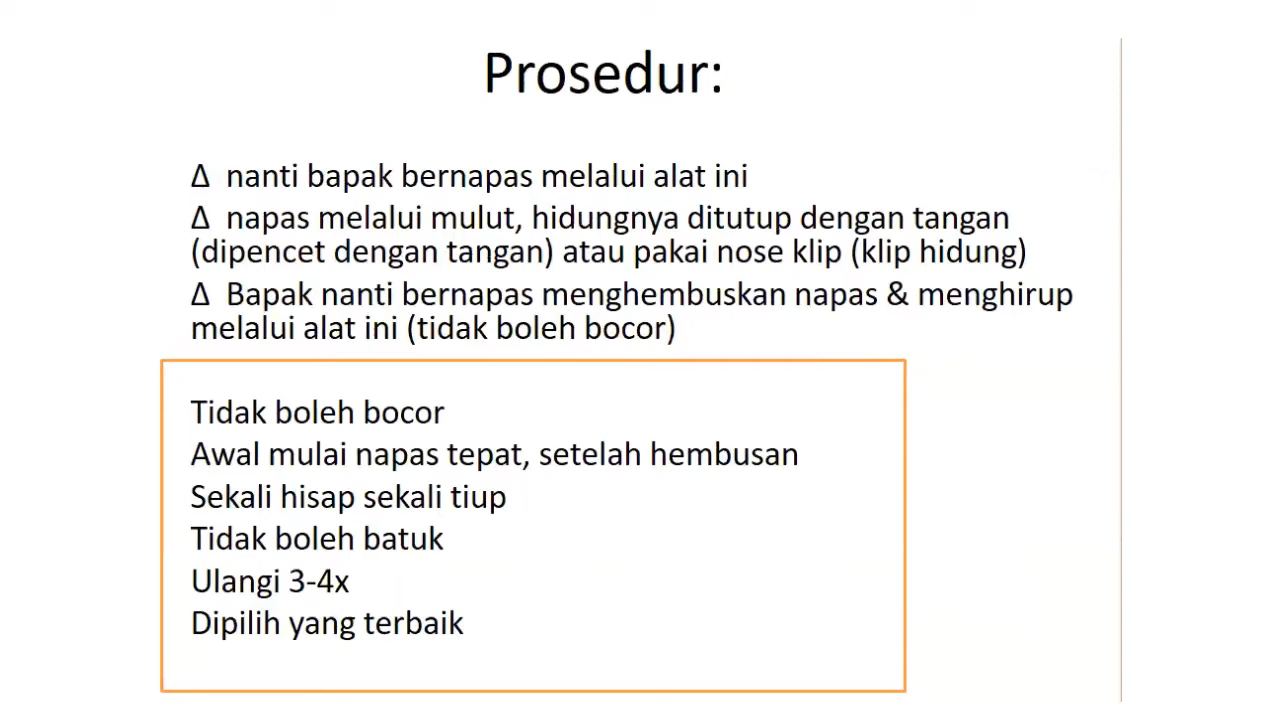 Prosedur:
Δ nanti bapak bernapas melalui alat ini
Δ napas melalui mulut, hidungnya ditutup dengan tangan
(dipencet dengan tangan) atau pakai nose klip (klip hidung)
Δ Bapak nanti bernapas menghembuskan napas & menghirup
melalui alat ini (tidak boleh bocor)
Tidak boleh bocor
Awal mulai napas tepat, setelah hembusan
Sekali hisap sekali tiup
Tidak boleh batuk
Ulangi 3-4x
Dipilih yang terbaik